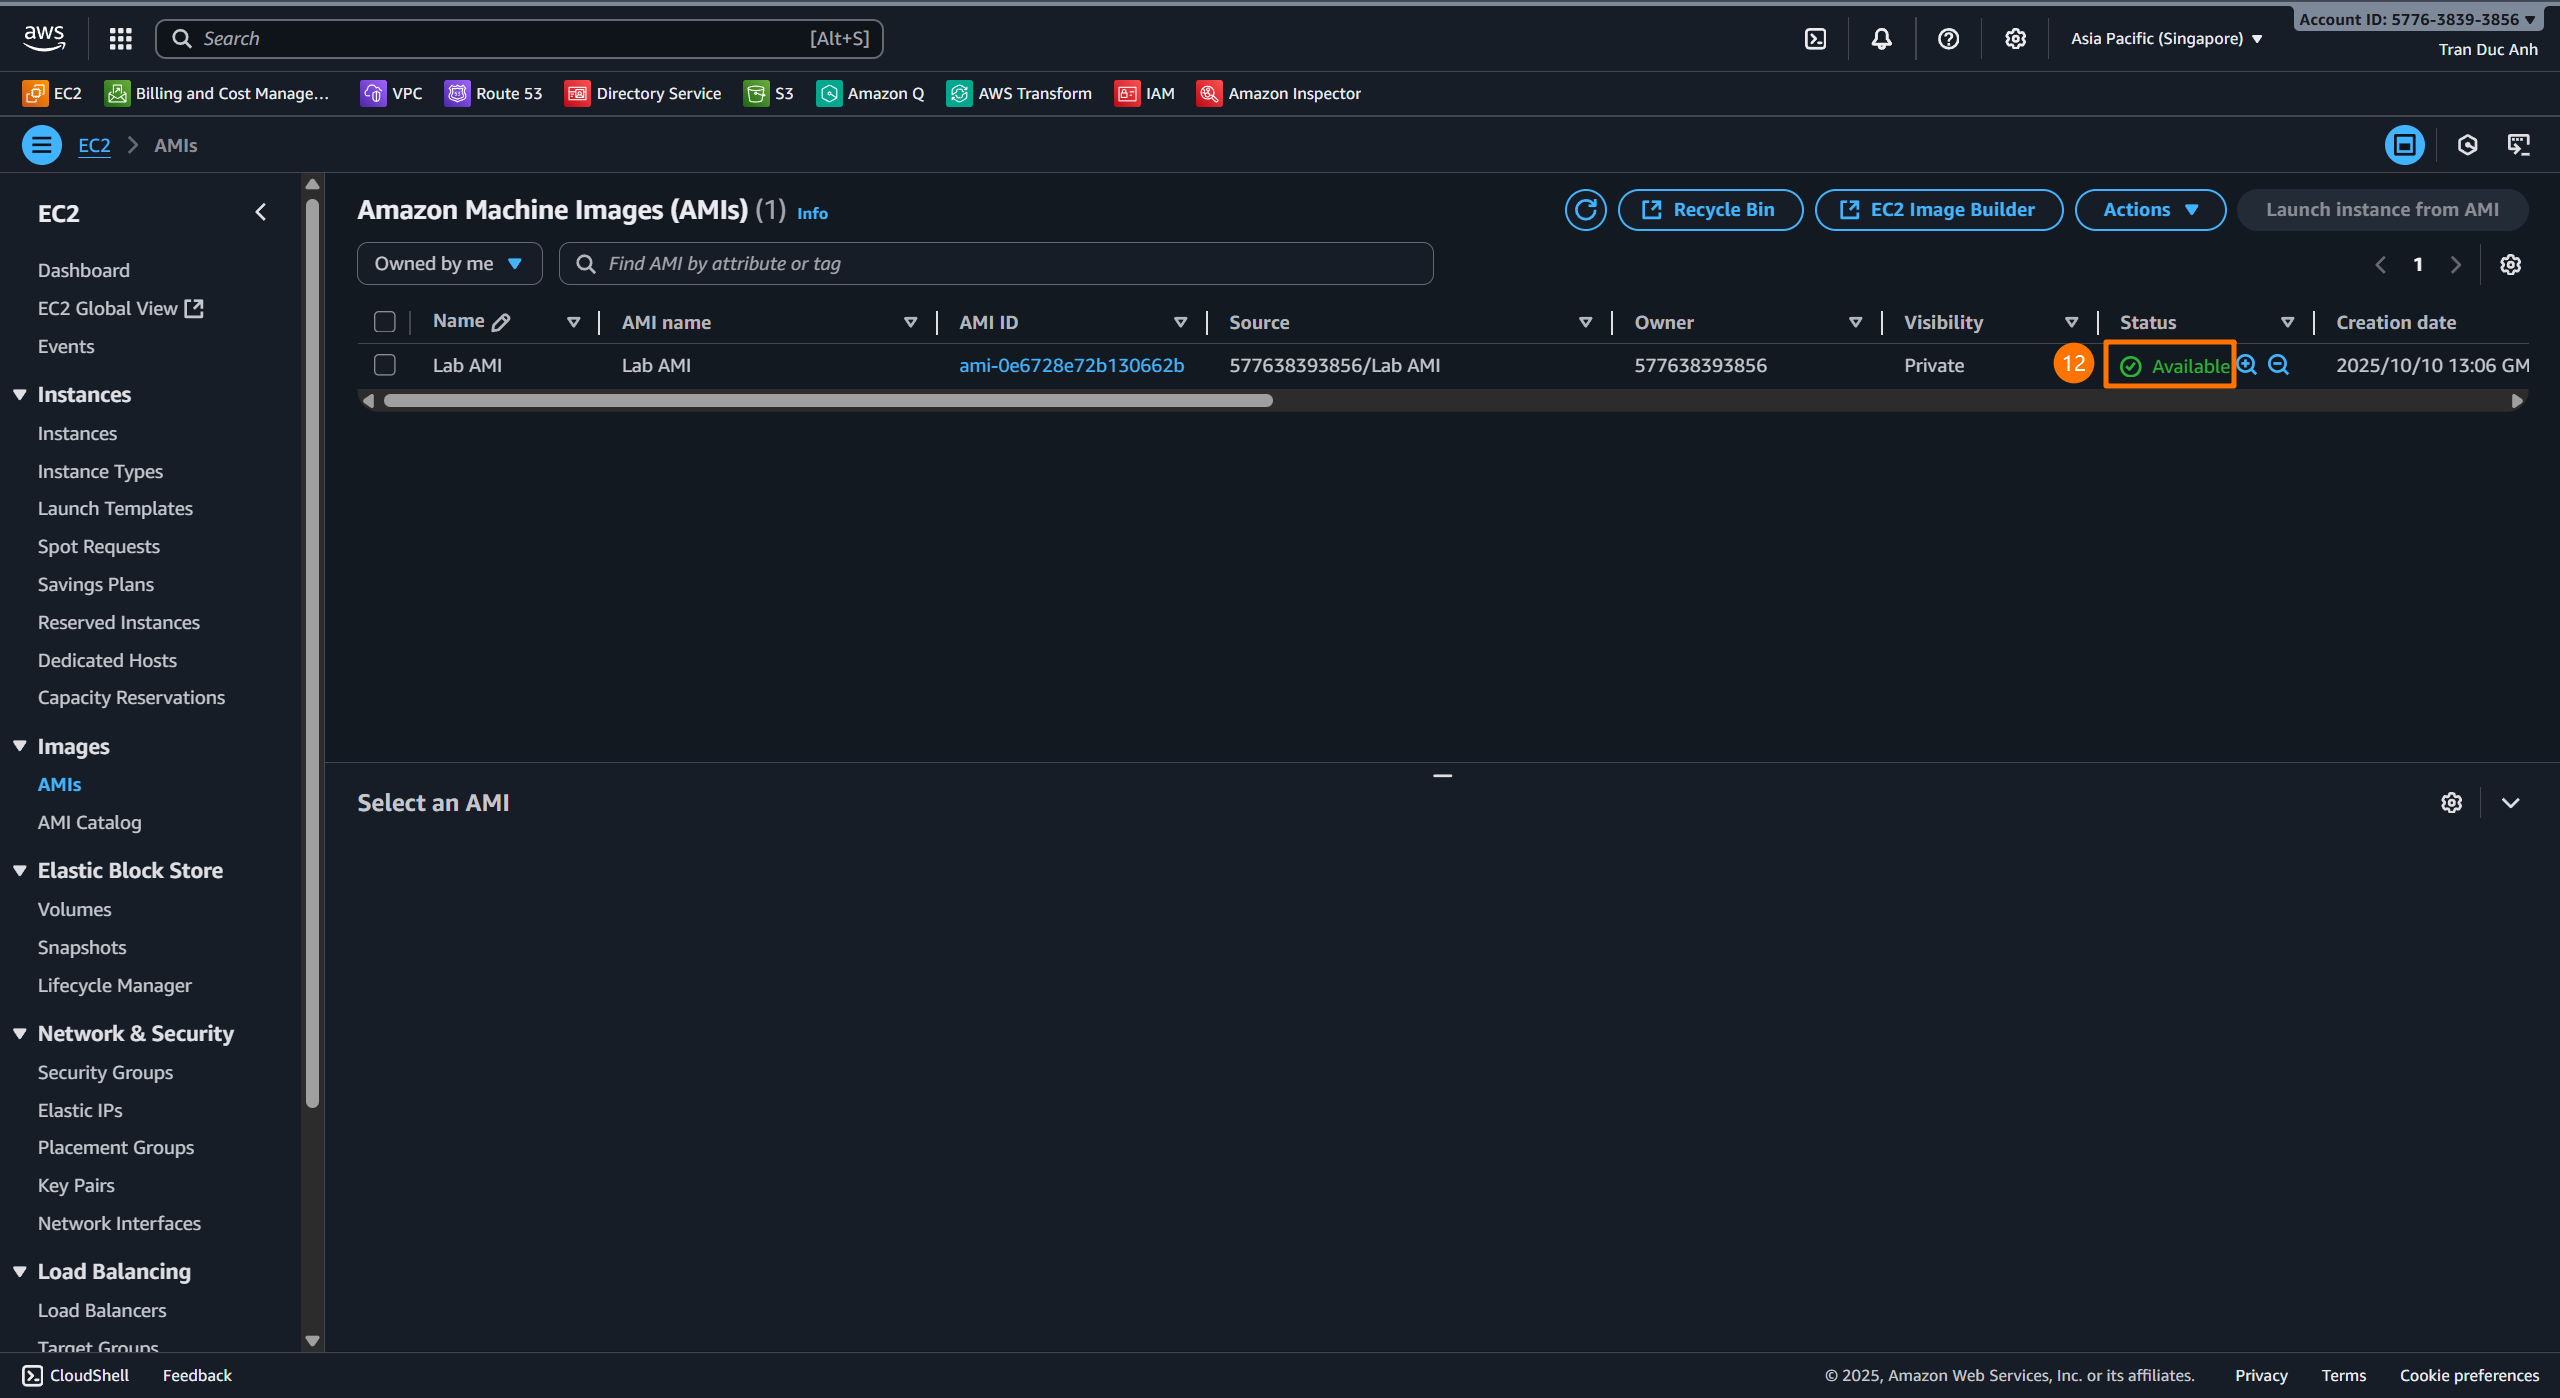 aws
Search
[Alt+S]
Asia Pacific (Singapore)
Account ID: 5776-3839-3856
Tran Duc Anh
EC2
Billing and Cost Manage...
VPC
Route 53
Directory Service
S3
Amazon Q
AWS Transform
IAM
Amazon Inspector
EC2
AMIs
EC2
Dashboard
EC2 Global View
Events
Instances
Instances
Instance Types
Launch Templates
Spot Requests
Savings Plans
Reserved Instances
Dedicated Hosts
Capacity Reservations
Images
AMIs
AMI Catalog
Elastic Block Store
Volumes
Snapshots
Lifecycle Manager
Network & Security
Security Groups
Elastic IPs
Placement Groups
Key Pairs
Network Interfaces
Load Balancing
Load Balancers
Target Groups
Amazon Machine Images (AMIs) (1) Info
Recycle Bin
EC2 Image Builder
Actions
Launch instance from AMI
Owned by me
Find AMI by attribute or tag
1
Name AMI name AMI ID Source Owner Visibility Status Creation date
Lab AMI Lab AMI ami-0e6728e72b130662b 577638393856/Lab AMI 577638393856 Private 12 Available 2025/10/10 13:06 GM
Select an AMI
CloudShell
Feedback
© 2025, Amazon Web Services, Inc. or its affiliates.
Privacy
Terms
Cookie preferences